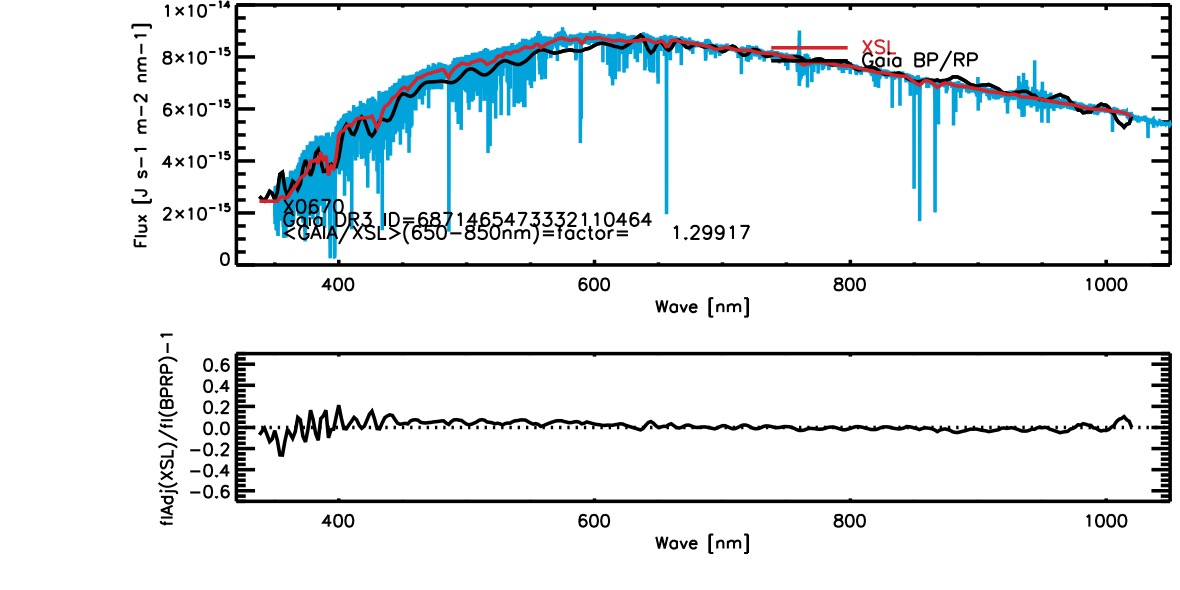 1×10⁻¹⁴
8×10⁻¹⁵
6×10⁻¹⁵
4×10⁻¹⁵
2×10⁻¹⁵
0
Flux [J s−1 m−2 nm−1]
XSL
Gaia BP/RP
X0670
Gaia DR3 ID=6871465473332110464
<GAIA/XSL>(650−850nm)=factor= 1.29917
400 600 800 1000
Wave [nm]
flAdj(XSL)/fl(BPRP)−1
0.6
0.4
0.2
0.0
−0.2
−0.4
−0.6
400 600 800 1000
Wave [nm]